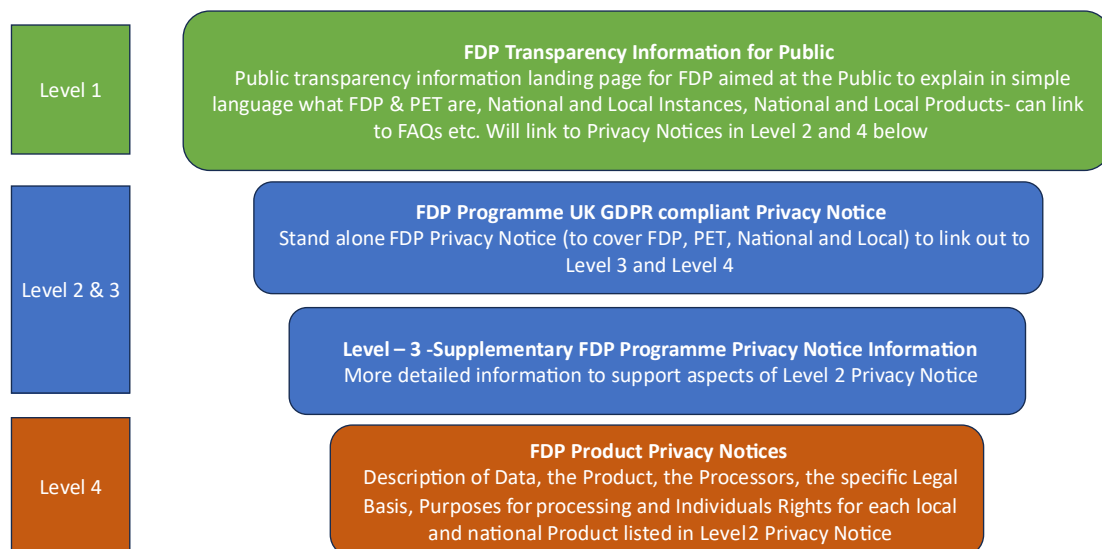 Level 1
FDP Transparency Information for Public
Public transparency information landing page for FDP aimed at the Public to explain in simple
language what FDP & PET are, National and Local Instances, National and Local Products- can link
to FAQs etc. Will link to Privacy Notices in Level 2 and 4 below
Level 2 & 3
FDP Programme UK GDPR compliant Privacy Notice
Stand alone FDP Privacy Notice (to cover FDP, PET, National and Local) to link out to
Level 3 and Level 4
Level – 3 -Supplementary FDP Programme Privacy Notice Information
More detailed information to support aspects of Level 2 Privacy Notice
Level 4
FDP Product Privacy Notices
Description of Data, the Product, the Processors, the specific Legal
Basis, Purposes for processing and Individuals Rights for each local
and national Product listed in Level 2 Privacy Notice